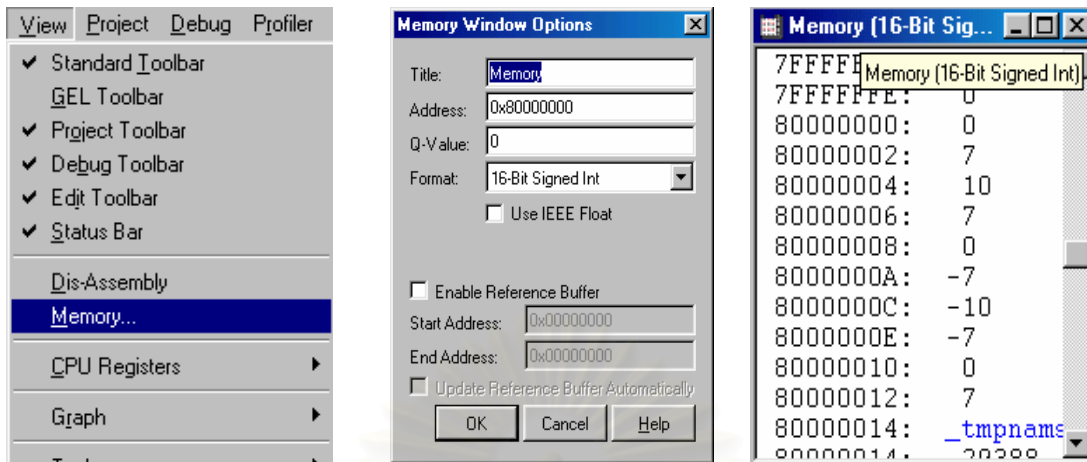 View Project Debug Profiler
Standard Toolbar
GEL Toolbar
Project Toolbar
Debug Toolbar
Edit Toolbar
Status Bar
Dis-Assembly
Memory...
CPU Registers
Graph
Memory Window Options
Title: Memory
Address: 0x80000000
Q-Value: 0
Format: 16-Bit Signed Int
Use IEEE Float
Enable Reference Buffer
Start Address: 0x00000000
End Address: 0x00000000
Update Reference Buffer Automatically
OK Cancel Help
Memory (16-Bit Sig...
Memory (16-Bit Signed Int)
7FFFFFFE: 0
80000000: 0
80000002: 7
80000004: 10
80000006: 7
80000008: 0
8000000A: -7
8000000C: -10
8000000E: -7
80000010: 0
80000012: 7
80000014: _tmpnams
80000014: 29388